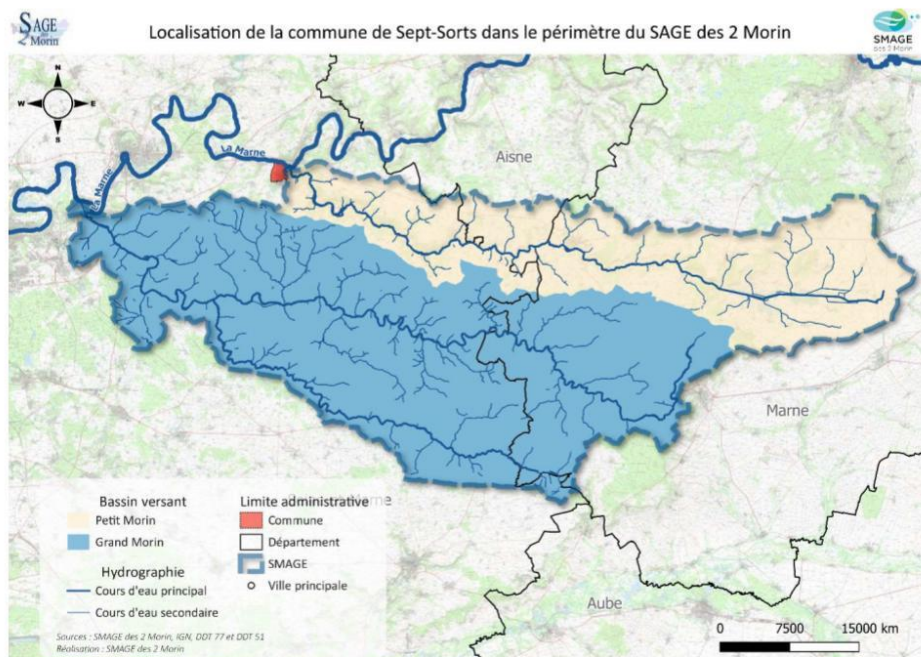 SAGE
des
2 Morin
Localisation de la commune de Sept-Sorts dans le périmètre du SAGE des 2 Morin
SMAGE
des 2 Morin
N
W
E
S
La Marne
La Marne
Aisne
Marne
Aube
Bassin versant
Petit Morin
Grand Morin
Hydrographie
Cours d'eau principal
Cours d'eau secondaire
Limite administrative
Commune
Département
SMAGE
Ville principale
Sources : SMAGE des 2 Morin, IGN, DDT 77 et DDT 51
Réalisation : SMAGE des 2 Morin
0 7500 15000 km